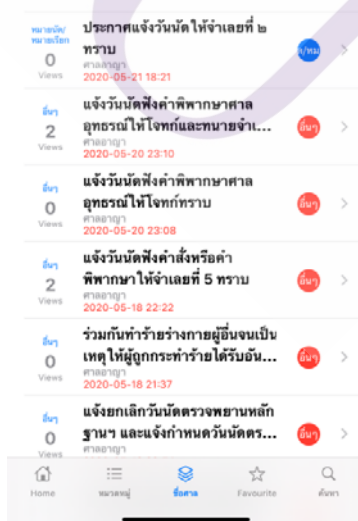 หมายนัด/
หมายเรียก
0
Views
ประกาศแจ้งวันนัดให้จำเลยที่ ๒
ทราบ
ศาลอาญา
2020-05-21 18:21
อื่นๆ
2
Views
แจ้งวันนัดฟังคำพิพากษาศาล
อุทธรณ์ให้โจทก์และทนายจำเ...
ศาลอาญา
2020-05-20 23:10
อื่นๆ
อื่นๆ
0
Views
แจ้งวันนัดฟังคำพิพากษาศาล
อุทธรณ์ให้โจทก์ทราบ
ศาลอาญา
2020-05-20 23:08
อื่นๆ
อื่นๆ
2
Views
แจ้งวันนัดฟังคำสั่งหรือคำ
พิพากษาให้จำเลยที่ 5 ทราบ
ศาลอาญา
2020-05-18 22:22
อื่นๆ
อื่นๆ
0
Views
ร่วมกันทำร้ายร่างกายผู้อื่นจนเป็น
เหตุให้ผู้ถูกกระทำร้ายได้รับอัน...
ศาลอาญา
2020-05-18 21:37
อื่นๆ
อื่นๆ
0
Views
แจ้งยกเลิกวันนัดตรวจพยานหลัก
ฐานฯ และแจ้งกำหนดวันนัดตร...
อื่นๆ
Home
หมวดหมู่
ชื่อศาล
Favourite
ค้นหา